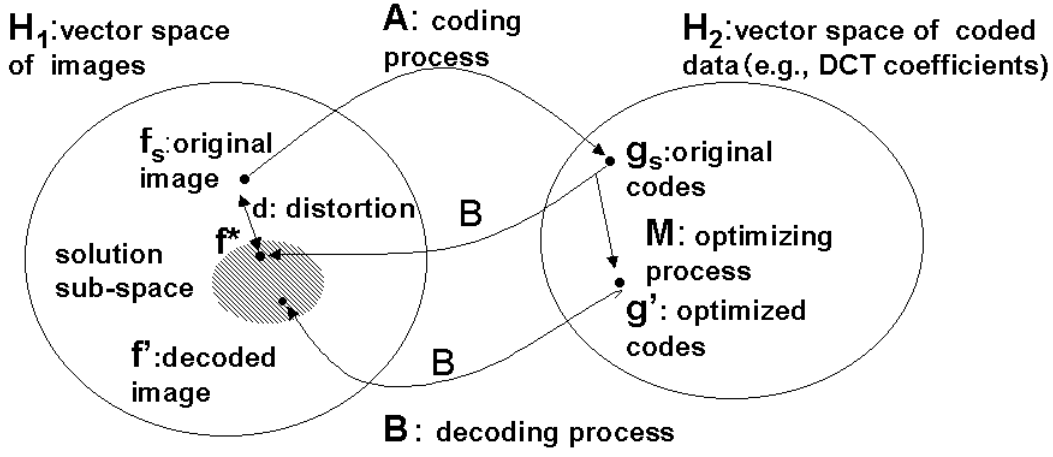 H₁:vector space
of images
A: coding
process
H₂:vector space of coded
data(e.g., DCT coefficients)
fₛ:original
image
gₛ:original
codes
d: distortion
B
f*
solution
sub-space
M: optimizing
process
g': optimized
codes
f':decoded
image
B
B: decoding process